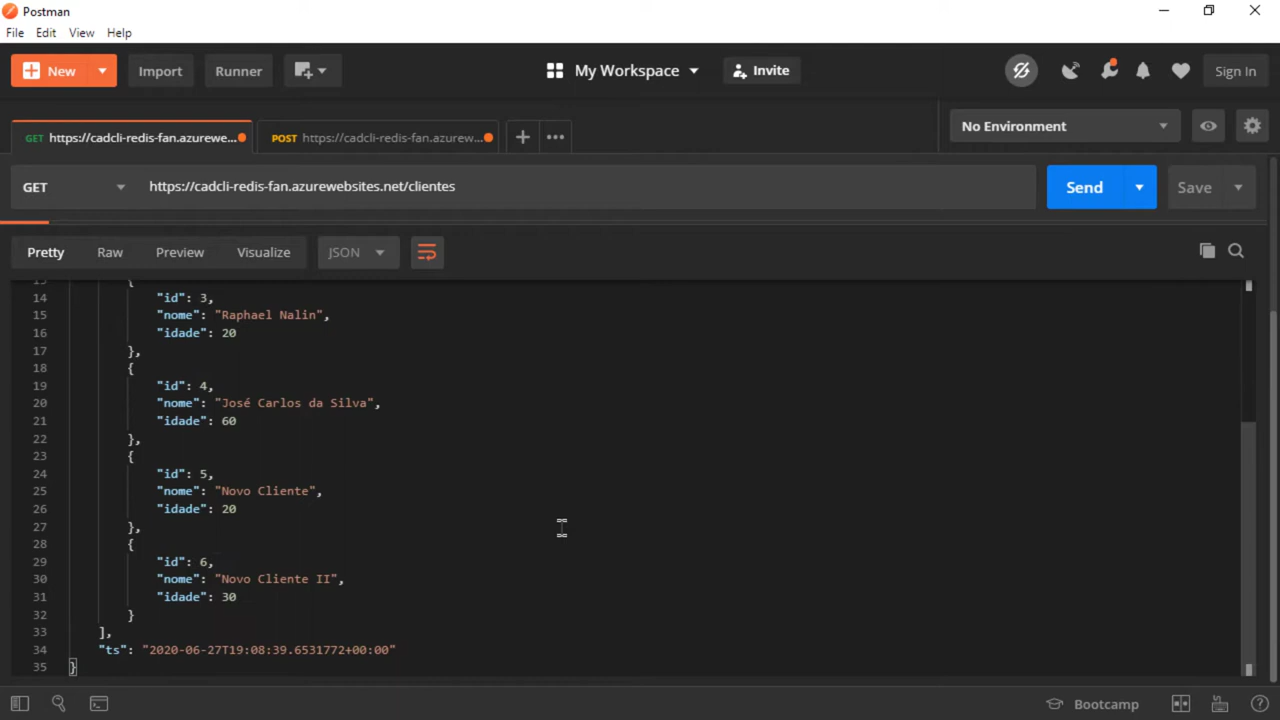 Postman
File Edit View Help
New Import Runner My Workspace Invite Sign In
GET https://cadcli-redis-fan.azurewe... POST https://cadcli-redis-fan.azurew... No Environment
GET https://cadcli-redis-fan.azurewebsites.net/clientes Send Save
Pretty Raw Preview Visualize JSON
13 {
14 "id": 3,
15 "nome": "Raphael Nalin",
16 "idade": 20
17 },
18 {
19 "id": 4,
20 "nome": "José Carlos da Silva",
21 "idade": 60
22 },
23 {
24 "id": 5,
25 "nome": "Novo Cliente",
26 "idade": 20
27 },
28 {
29 "id": 6,
30 "nome": "Novo Cliente II",
31 "idade": 30
32 }
33 ],
34 "ts": "2020-06-27T19:08:39.6531772+00:00"
35 }
Bootcamp